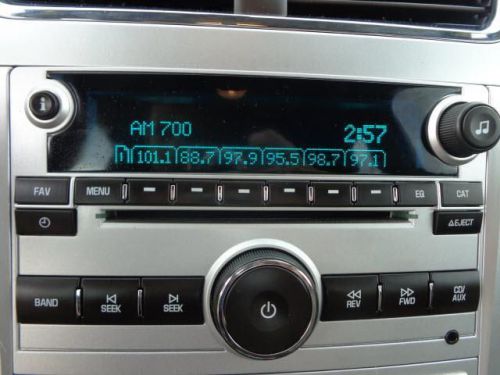 AM 700 2:57
1 101.1 88.7 97.9 95.5 98.7 97.1
FAV MENU EQ CAT
EJECT
BAND SEEK SEEK REV FWD CD/
AUX